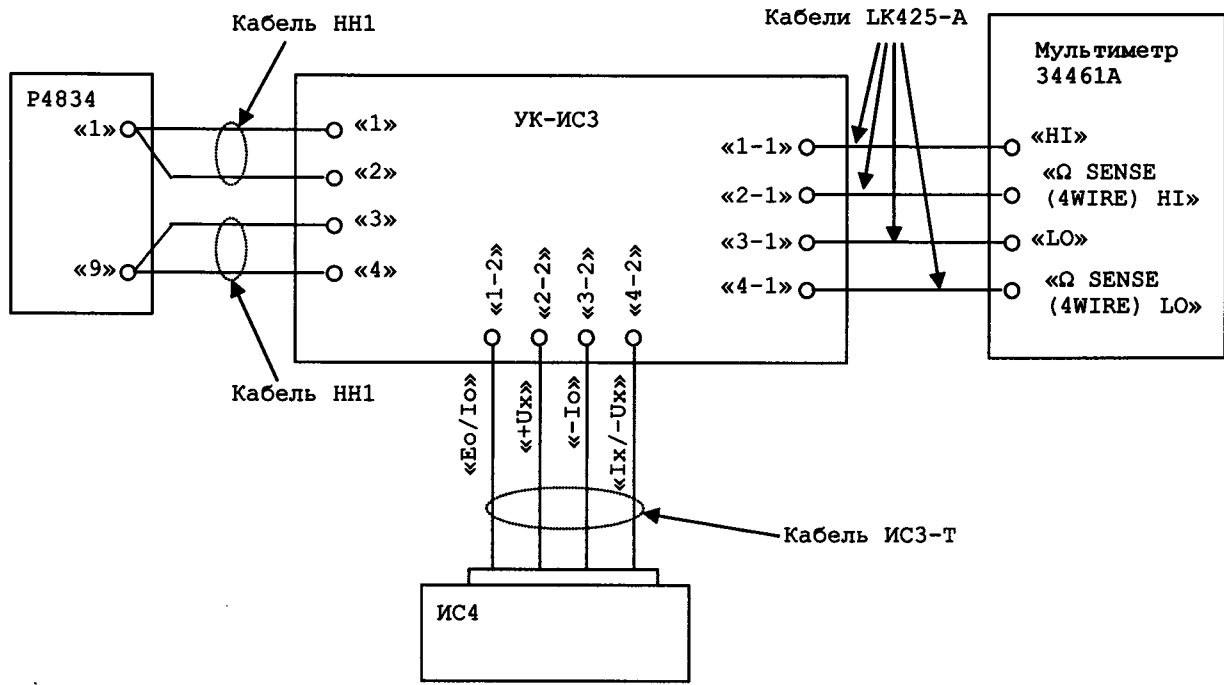 Кабель НН1
Кабели LK425-А
Р4834
«1»
«9»
«1»
«2»
«3»
«4»
УК-ИС3
«1-1»
«2-1»
«3-1»
«4-1»
Мультиметр
34461А
«HI»
«Ω SENSE
(4WIRE) HI»
«LO»
«Ω SENSE
(4WIRE) LO»
«1-2»
«2-2»
«3-2»
«4-2»
Кабель НН1
«Eo/Io»
«+Ux»
«-Io»
«Ix/-Ux»
Кабель ИС3-Т
ИС4